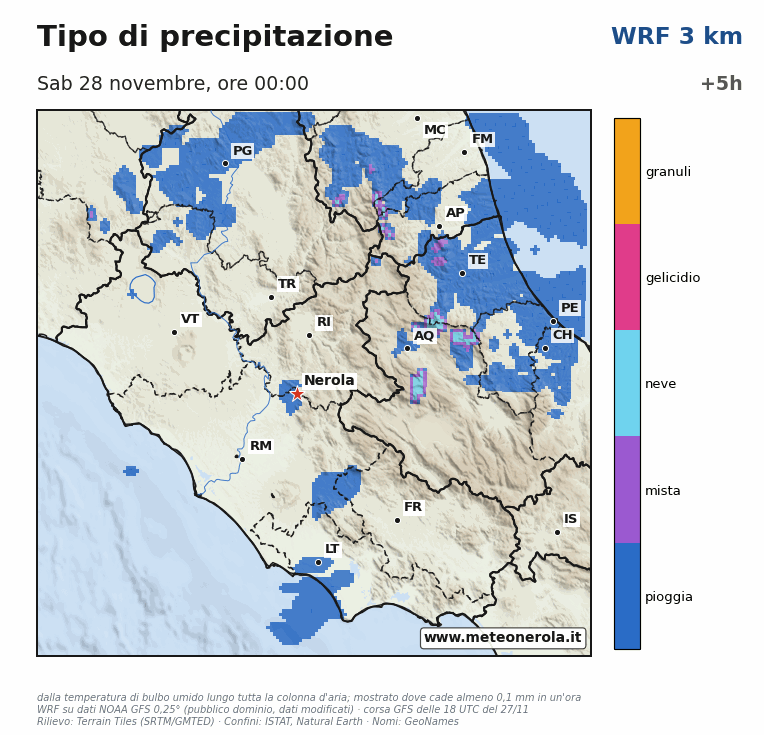 Tipo di precipitazione
WRF 3 km
Sab 28 novembre, ore 00:00
+5h
MC
FM
PG
AP
TE
TR
PE
VT
RI
AQ
CH
Nerola
RM
FR
IS
LT
www.meteonerola.it
granuli
gelicidio
neve
mista
pioggia
dalla temperatura di bulbo umido lungo tutta la colonna d'aria; mostrato dove cade almeno 0,1 mm in un'ora
WRF su dati NOAA GFS 0,25° (pubblico dominio, dati modificati) · corsa GFS delle 18 UTC del 27/11
Rilievo: Terrain Tiles (SRTM/GMTED) · Confini: ISTAT, Natural Earth · Nomi: GeoNames